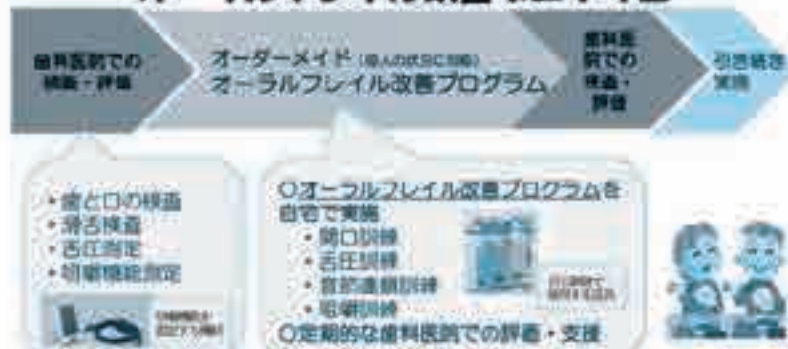 歯科医院での
検査・評価
オーダーメイド（個人の状況に対応）
オーラルフレイル改善プログラム
歯科医
院での
検査・
評価
引き続き
実施
・歯と口の検査
・滑舌検査
・舌圧測定
・咀嚼機能測定
〇オーラルフレイル改善プログラムを
自宅で実施
・開口訓練
・舌圧訓練
・音節連鎖訓練
・咀嚼訓練
〇定期的な歯科医院での評価・支援